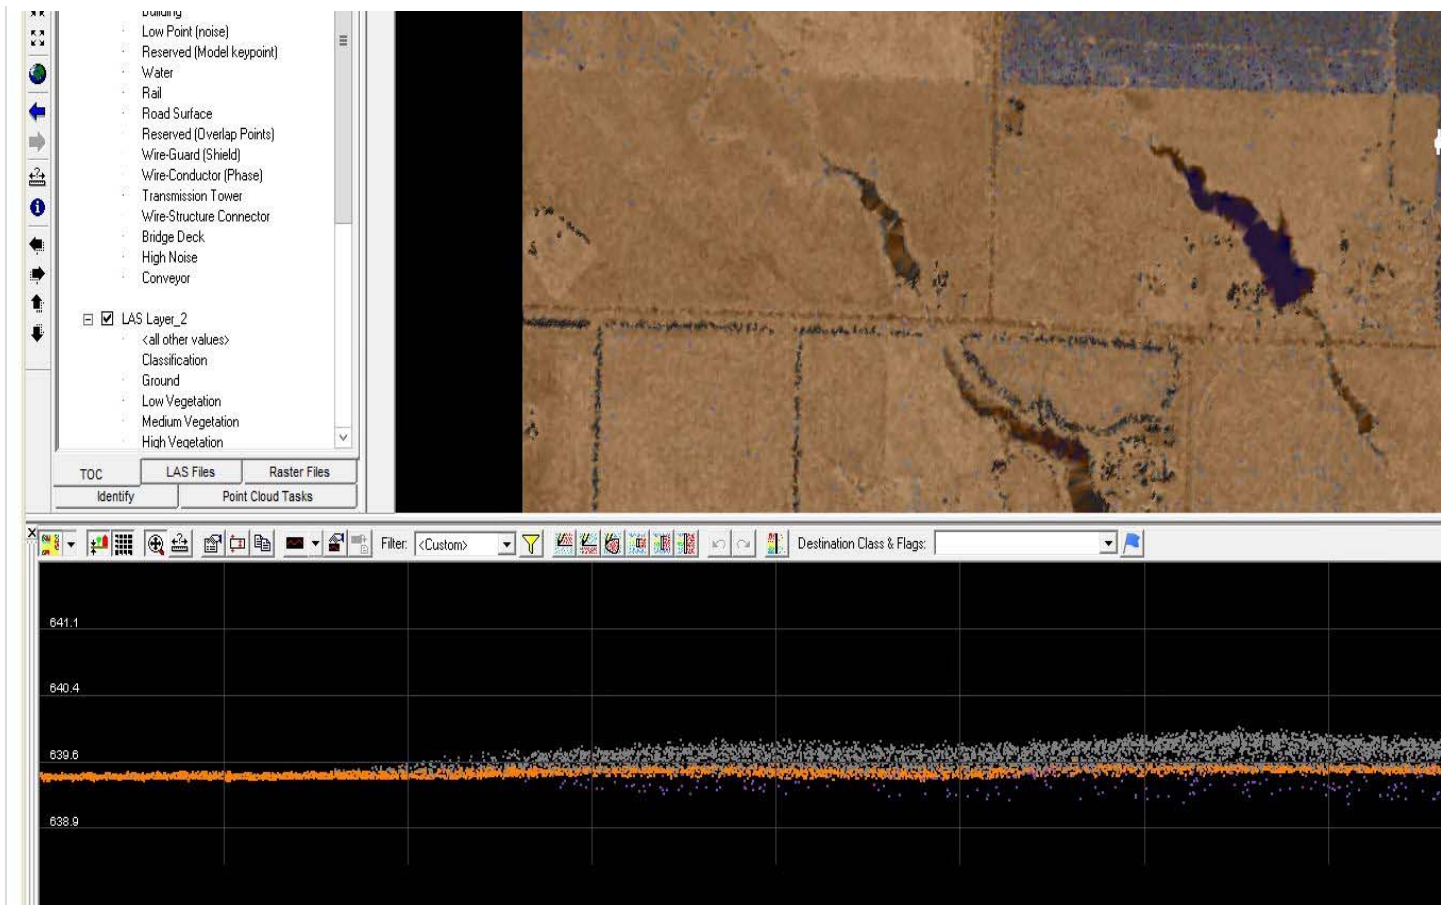 Building
Low Point (noise)
Reserved (Model keypoint)
Water
Rail
Road Surface
Reserved (Overlap Points)
Wire-Guard (Shield)
Wire-Conductor (Phase)
Transmission Tower
Wire-Structure Connector
Bridge Deck
High Noise
Conveyor
LAS Layer_2
<all other values>
Classification
Ground
Low Vegetation
Medium Vegetation
High Vegetation
TOC LAS Files Raster Files
Identify Point Cloud Tasks
Filter: <Custom> Destination Class & Flags:
641.1
640.4
639.6
638.9